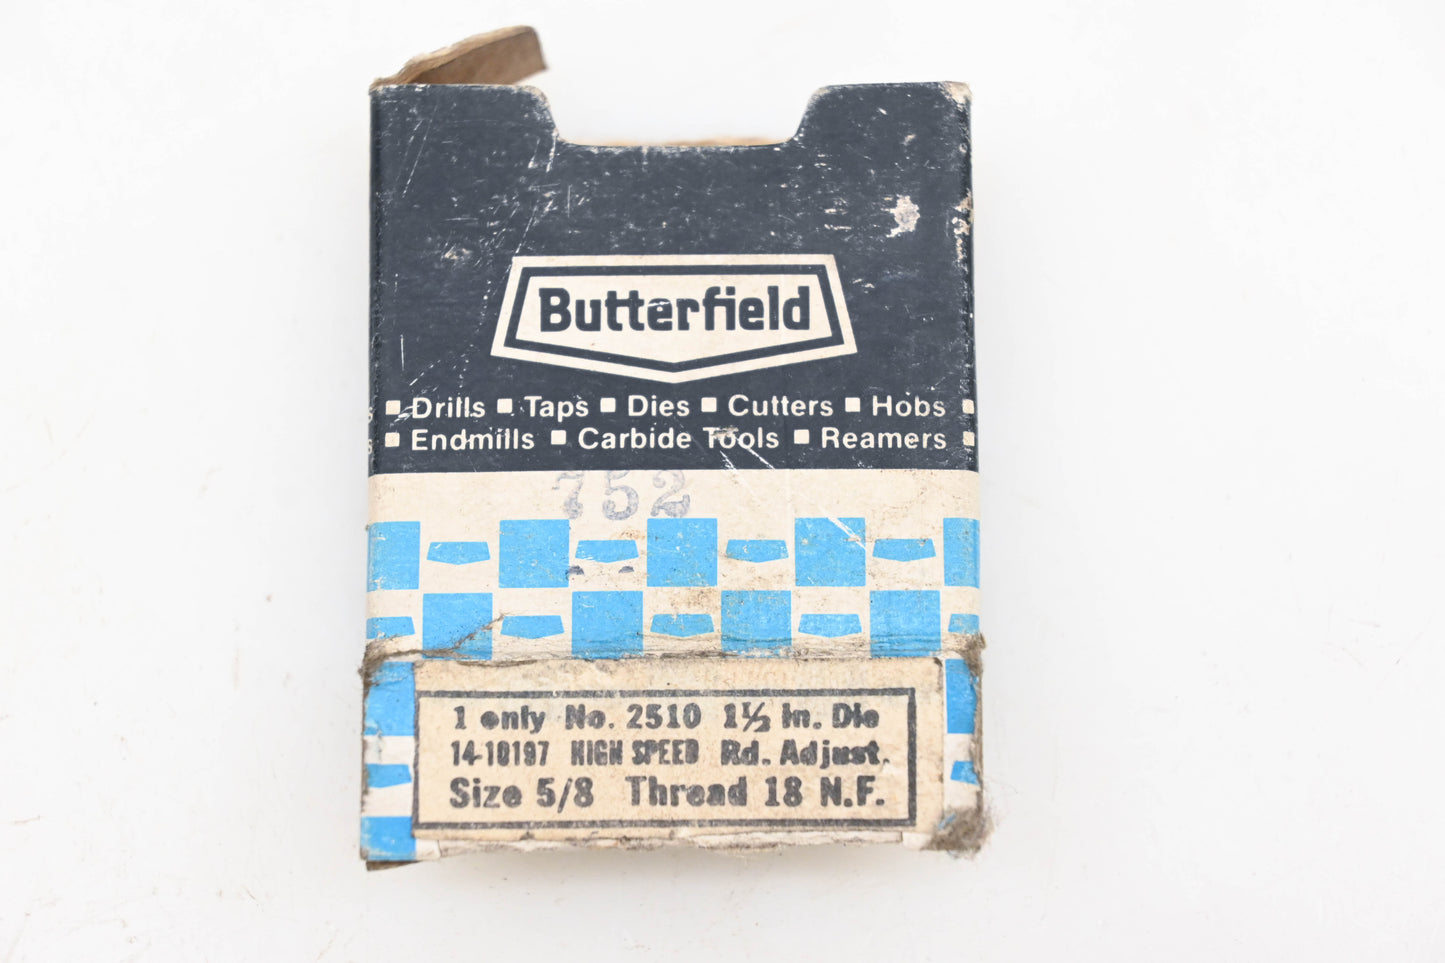 Butterfield
■ Drills ■ Taps ■ Dies ■ Cutters ■ Hobs ■
■ Endmills ■ Carbide Tools ■ Reamers ■
752
1 only No. 2510 1½ In. Die
14-10197 HIGH SPEED Rd. Adjust.
Size 5/8 Thread 18 N.F.